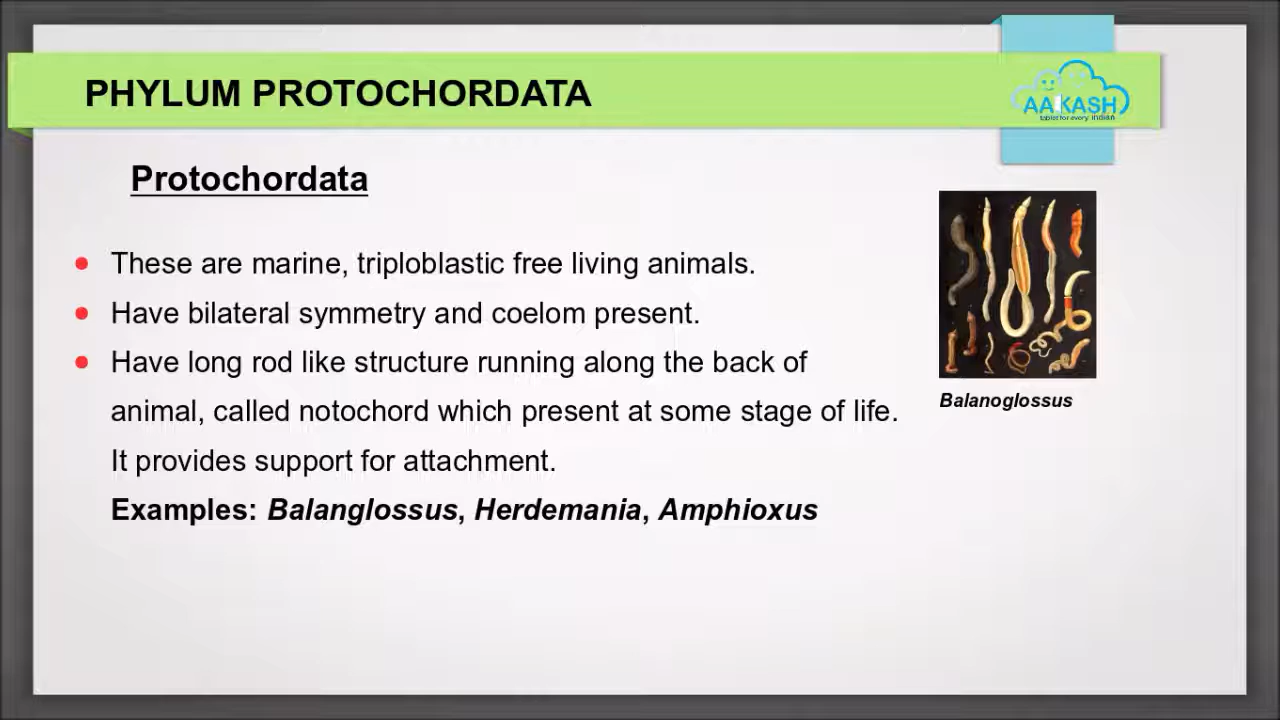 PHYLUM PROTOCHORDATA
AAKASH
tablet for every indian
Protochordata
These are marine, triploblastic free living animals.
Have bilateral symmetry and coelom present.
Have long rod like structure running along the back of
animal, called notochord which present at some stage of life.
It provides support for attachment.
Examples: Balanglossus, Herdemania, Amphioxus
Balanoglossus